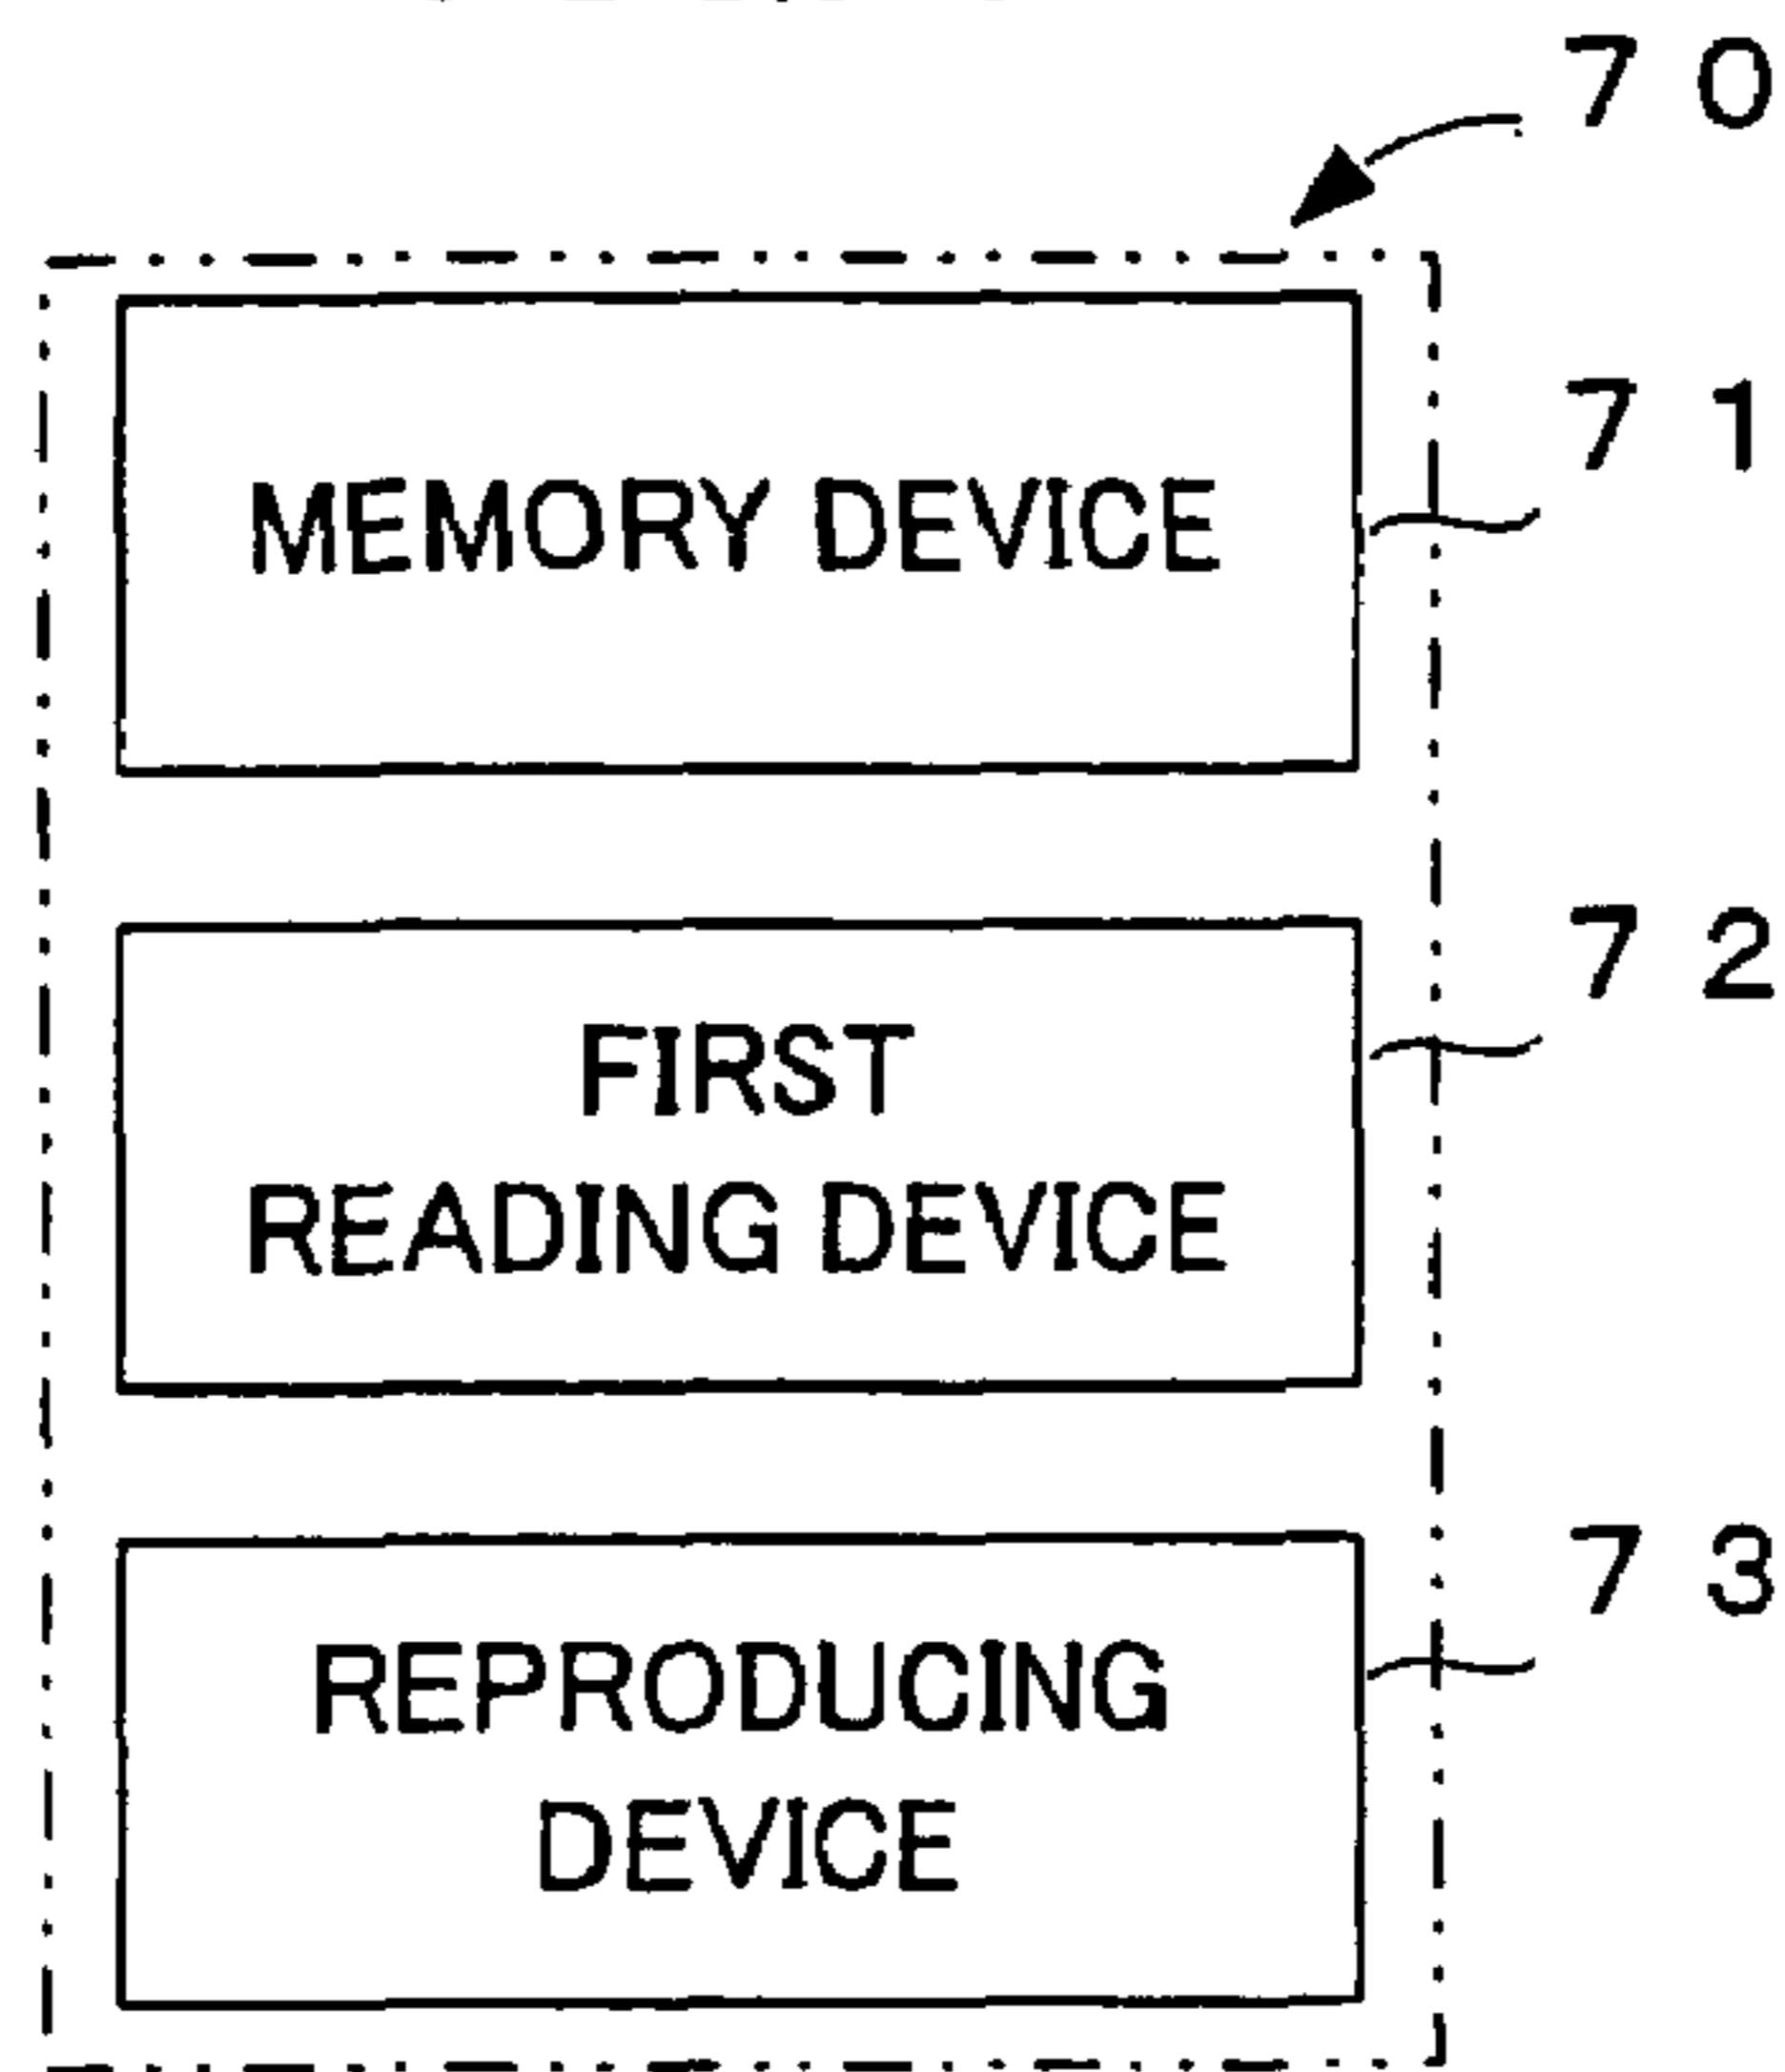 70
71
MEMORY DEVICE
72
FIRST
READING DEVICE
73
REPRODUCING
DEVICE